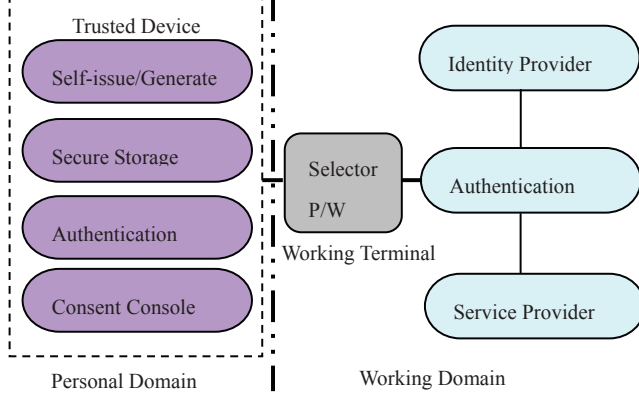 Trusted Device
Self-issue/Generate
Secure Storage
Authentication
Consent Console
Personal Domain
Selector
P/W
Working Terminal
Identity Provider
Authentication
Service Provider
Working Domain